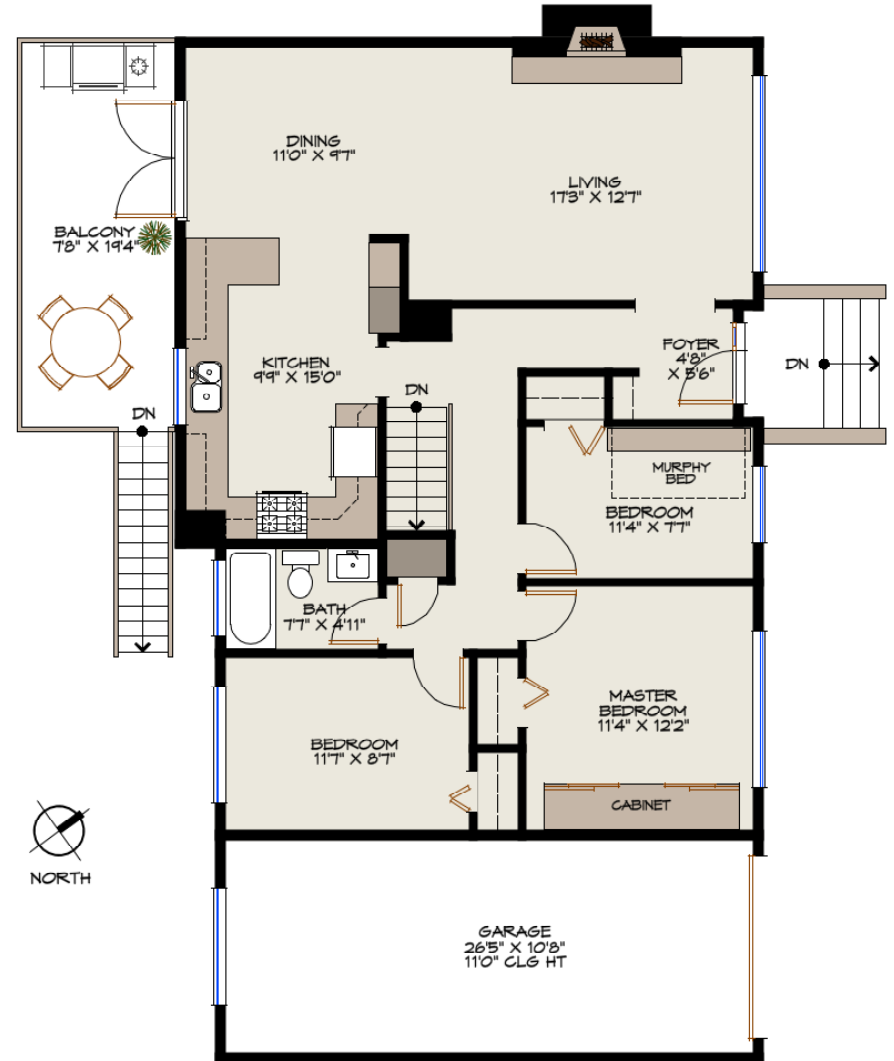 DINING
11'0" X 9'7"
LIVING
17'3" X 12'7"
BALCONY
7'8" X 19'4"
KITCHEN
9'9" X 15'0"
FOYER
4'8"
X 5'6"
DN
DN
DN
MURPHY
BED
BEDROOM
11'4" X 7'7"
BATH
7'7" X 4'11"
MASTER
BEDROOM
11'4" X 12'2"
BEDROOM
11'7" X 8'7"
CABINET
NORTH
GARAGE
26'5" X 10'8"
11'0" CLG HT